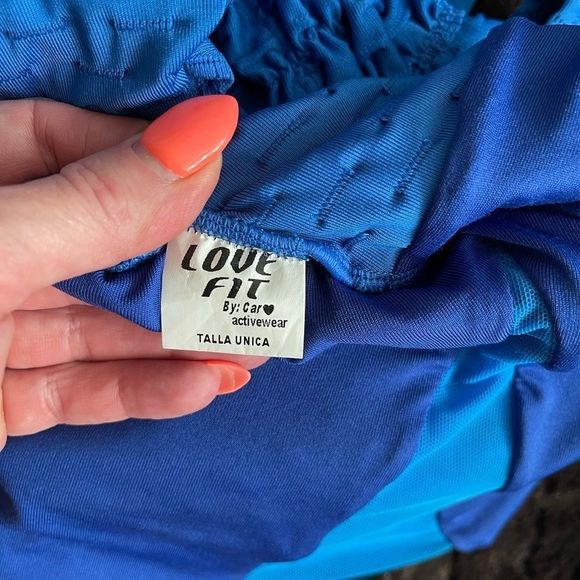 LOVE
FIT
By: Car♥
activewear
TALLA UNICA